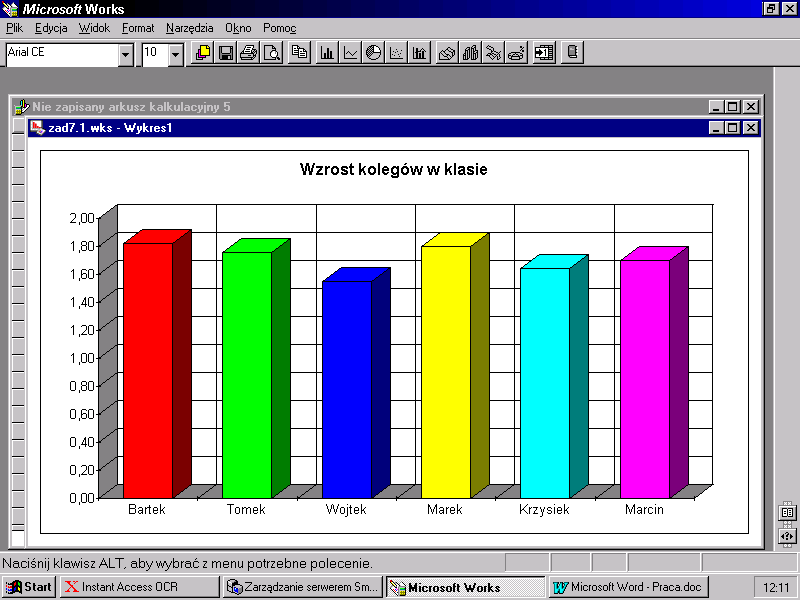 Microsoft Works
Plik Edycja Widok Format Narzędzia Okno Pomoc
Arial CE 10
Nie zapisany arkusz kalkulacyjny 5
zad7.1.wks - Wykres1
Wzrost kolegów w klasie
2,00
1,80
1,60
1,40
1,20
1,00
0,80
0,60
0,40
0,20
0,00
Bartek Tomek Wojtek Marek Krzysiek Marcin
Naciśnij klawisz ALT, aby wybrać z menu potrzebne polecenie.
Start Instant Access OCR Zarządzanie serwerem Sm... Microsoft Works Microsoft Word - Praca.doc 12:11